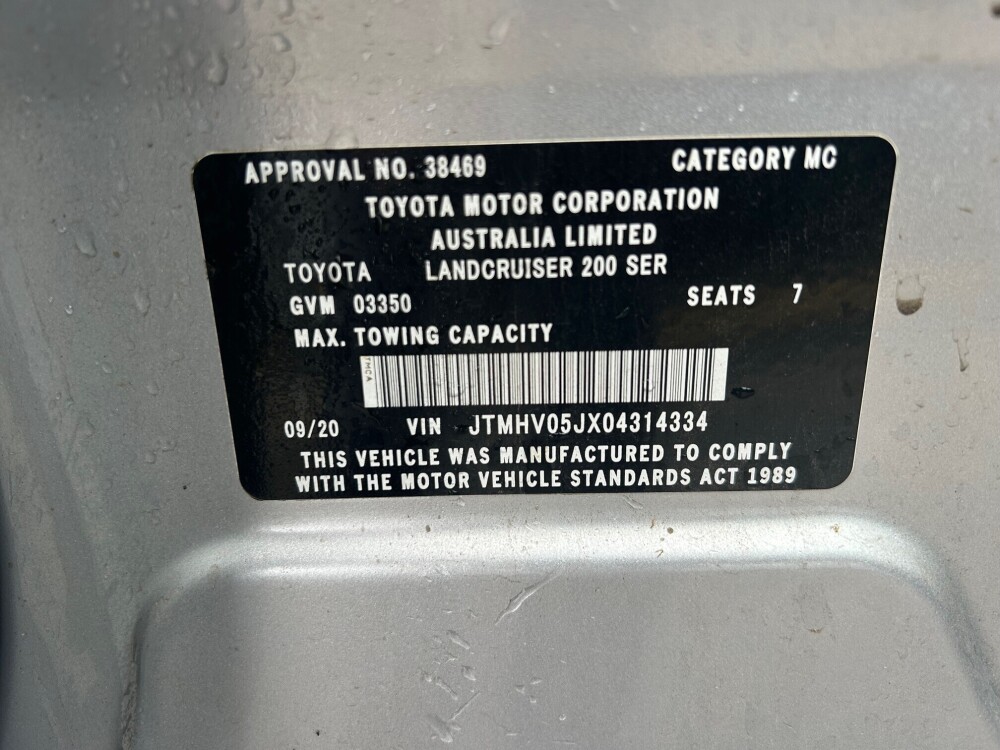 APPROVAL NO. 38469 CATEGORY MC
TOYOTA MOTOR CORPORATION
AUSTRALIA LIMITED
TOYOTA LANDCRUISER 200 SER
GVM 03350 SEATS 7
MAX. TOWING CAPACITY
TMCA
09/20 VIN JTMHV05JX04314334
THIS VEHICLE WAS MANUFACTURED TO COMPLY
WITH THE MOTOR VEHICLE STANDARDS ACT 1989